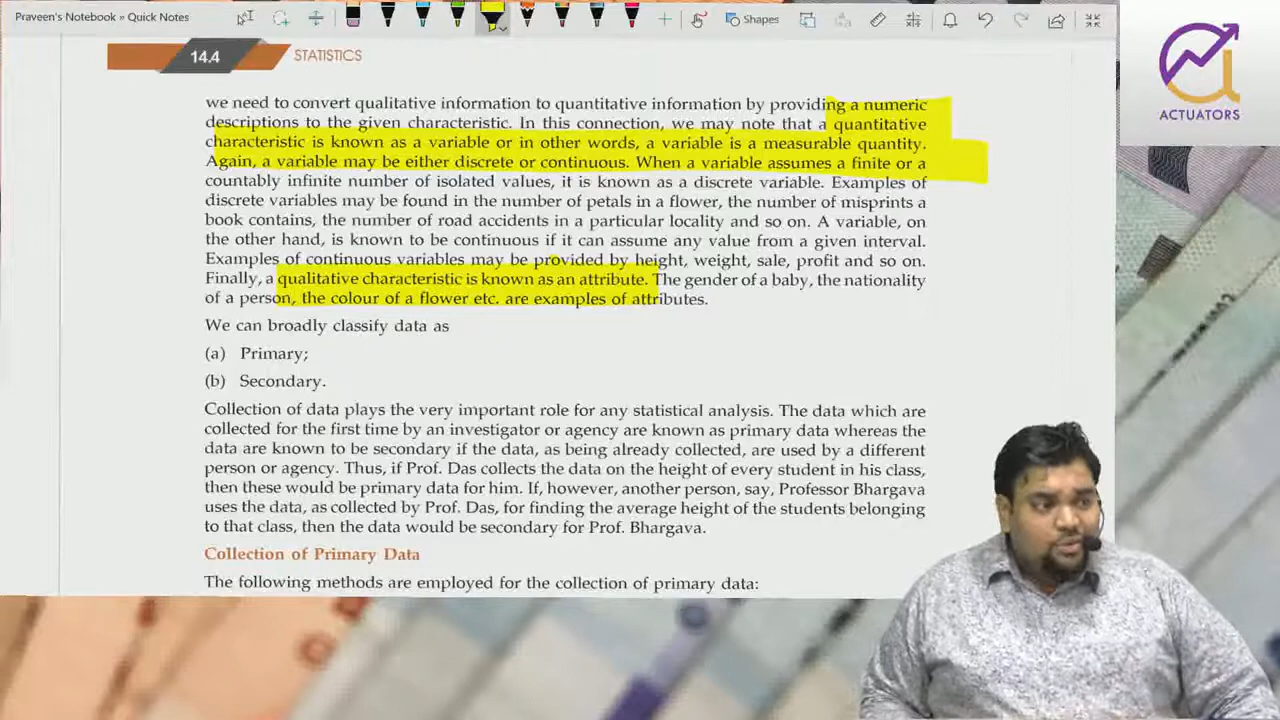 Praveen's Notebook » Quick Notes
Shapes
ACTUATORS
14.4
STATISTICS
we need to convert qualitative information to quantitative information by providing a numeric
descriptions to the given characteristic. In this connection, we may note that a quantitative
characteristic is known as a variable or in other words, a variable is a measurable quantity.
Again, a variable may be either discrete or continuous. When a variable assumes a finite or a
countably infinite number of isolated values, it is known as a discrete variable. Examples of
discrete variables may be found in the number of petals in a flower, the number of misprints a
book contains, the number of road accidents in a particular locality and so on. A variable, on
the other hand, is known to be continuous if it can assume any value from a given interval.
Examples of continuous variables may be provided by height, weight, sale, profit and so on.
Finally, a qualitative characteristic is known as an attribute. The gender of a baby, the nationality
of a person, the colour of a flower etc. are examples of attributes.
We can broadly classify data as
(a) Primary;
(b) Secondary.
Collection of data plays the very important role for any statistical analysis. The data which are
collected for the first time by an investigator or agency are known as primary data whereas the
data are known to be secondary if the data, as being already collected, are used by a different
person or agency. Thus, if Prof. Das collects the data on the height of every student in his class,
then these would be primary data for him. If, however, another person, say, Professor Bhargava
uses the data, as collected by Prof. Das, for finding the average height of the students belonging
to that class, then the data would be secondary for Prof. Bhargava.
Collection of Primary Data
The following methods are employed for the collection of primary data: